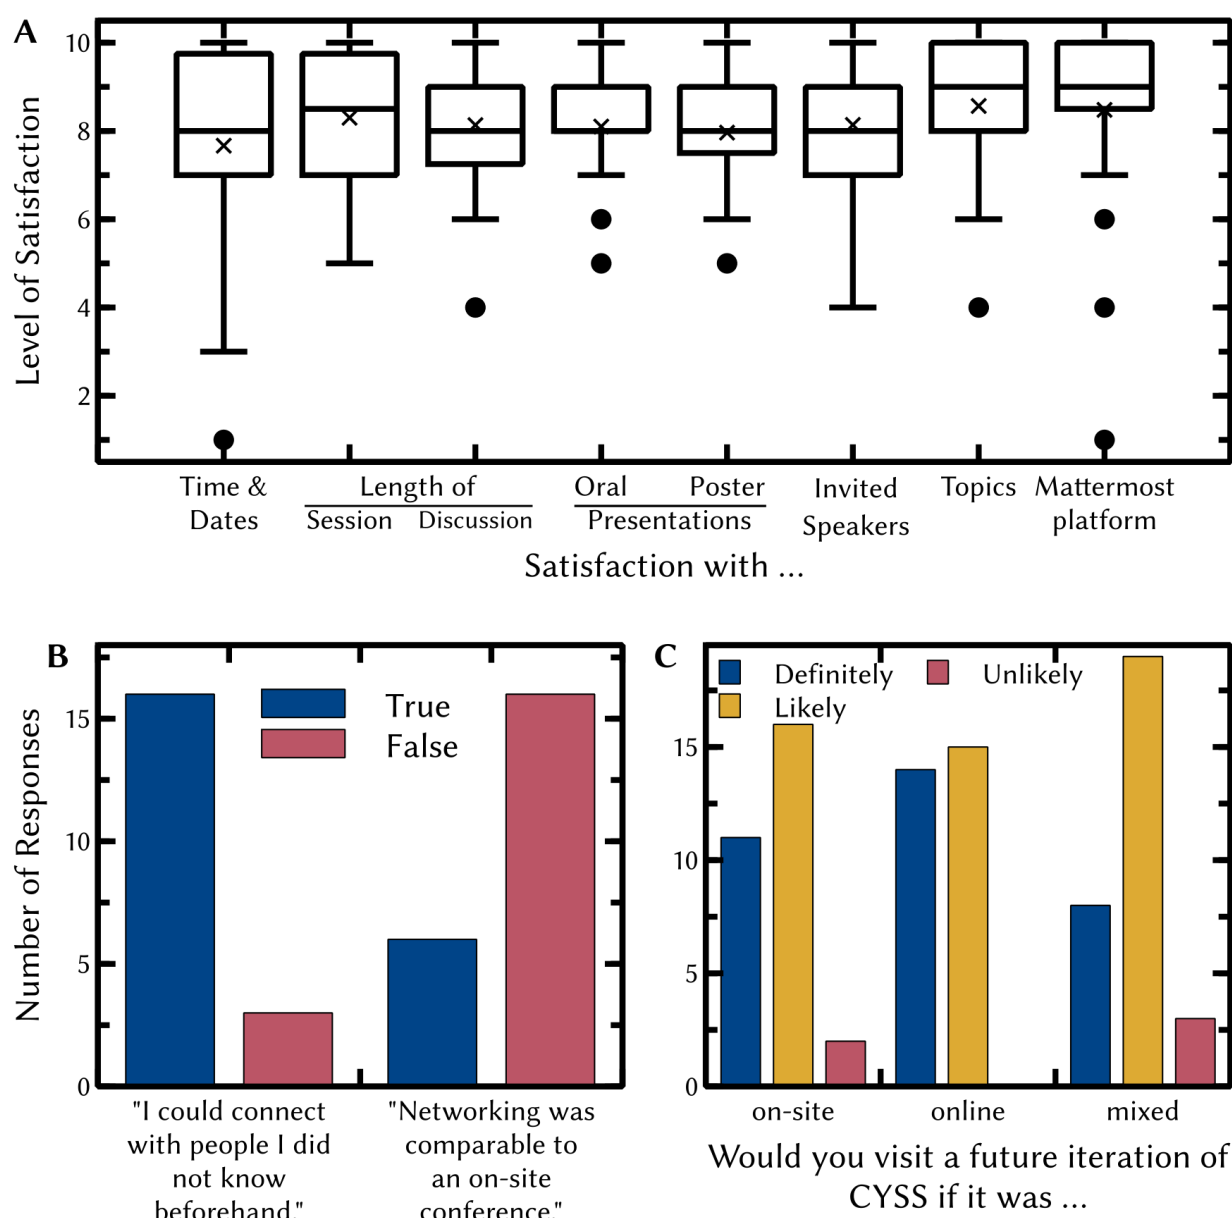 A
10
8
6
4
2
Level of Satisfaction
Time & Dates
Length of
Session Discussion
Oral Poster
Presentations
Invited Speakers
Topics
Mattermost platform
Satisfaction with ...
B
15
10
5
0
Number of Responses
True
False
"I could connect
with people I did
not know
beforehand."
"Networking was
comparable to
an on-site
conference."
C
Definitely Unlikely
Likely
15
10
5
0
on-site online mixed
Would you visit a future iteration of
CYSS if it was ...